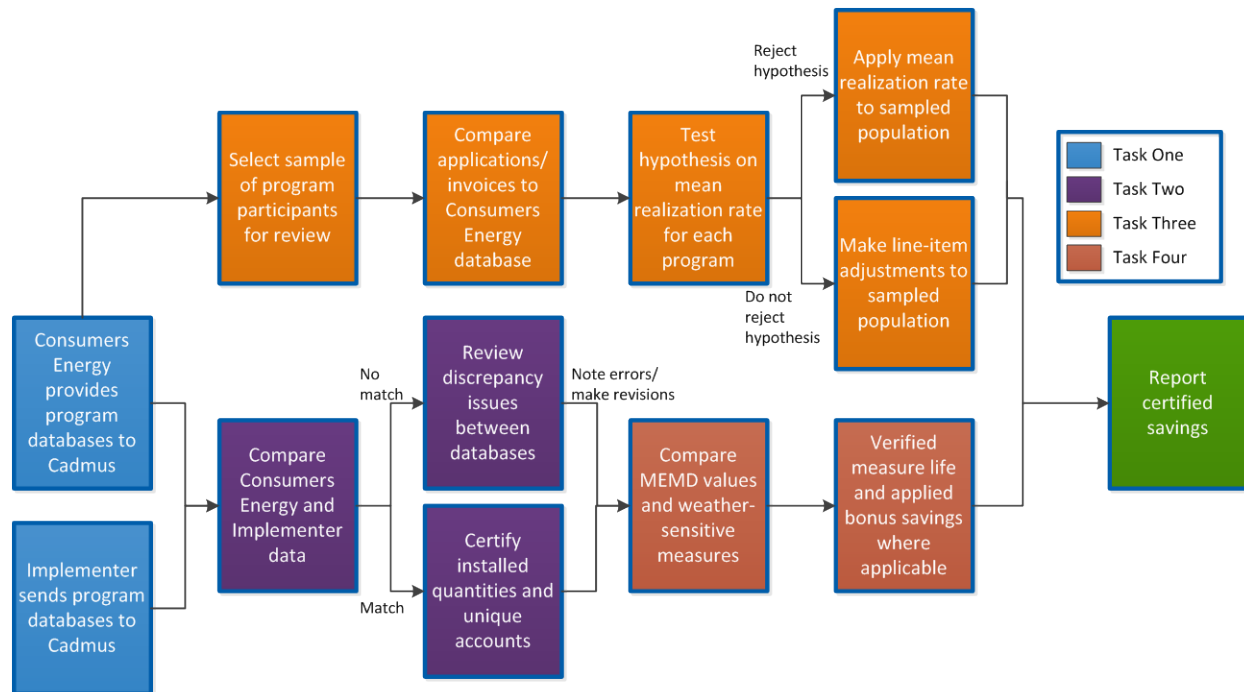 Select sample
of program
participants
for review
Compare
applications/
invoices to
Consumers
Energy
database
Test
hypothesis on
mean
realization rate
for each
program
Reject
hypothesis
Apply mean
realization rate
to sampled
population
Do not
reject
hypothesis
Make line-item
adjustments to
sampled
population
Task One
Task Two
Task Three
Task Four
Consumers
Energy
provides
program
databases to
Cadmus
Implementer
sends program
databases to
Cadmus
Compare
Consumers
Energy and
Implementer
data
No
match
Review
discrepancy
issues
between
databases
Note errors/
make revisions
Match
Certify
installed
quantities and
unique
accounts
Compare
MEMD values
and weather-
sensitive
measures
Verified
measure life
and applied
bonus savings
where
applicable
Report
certified
savings